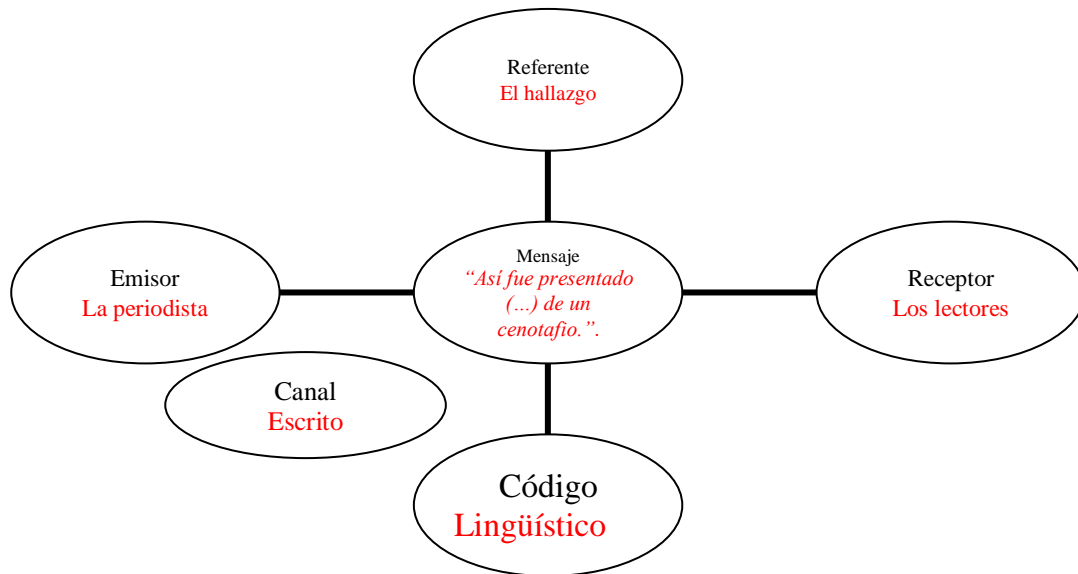 Referente
El hallazgo
Emisor
La periodista
Mensaje
“Así fue presentado
(...) de un
cenotafio.”.
Receptor
Los lectores
Canal
Escrito
Código
Lingüístico